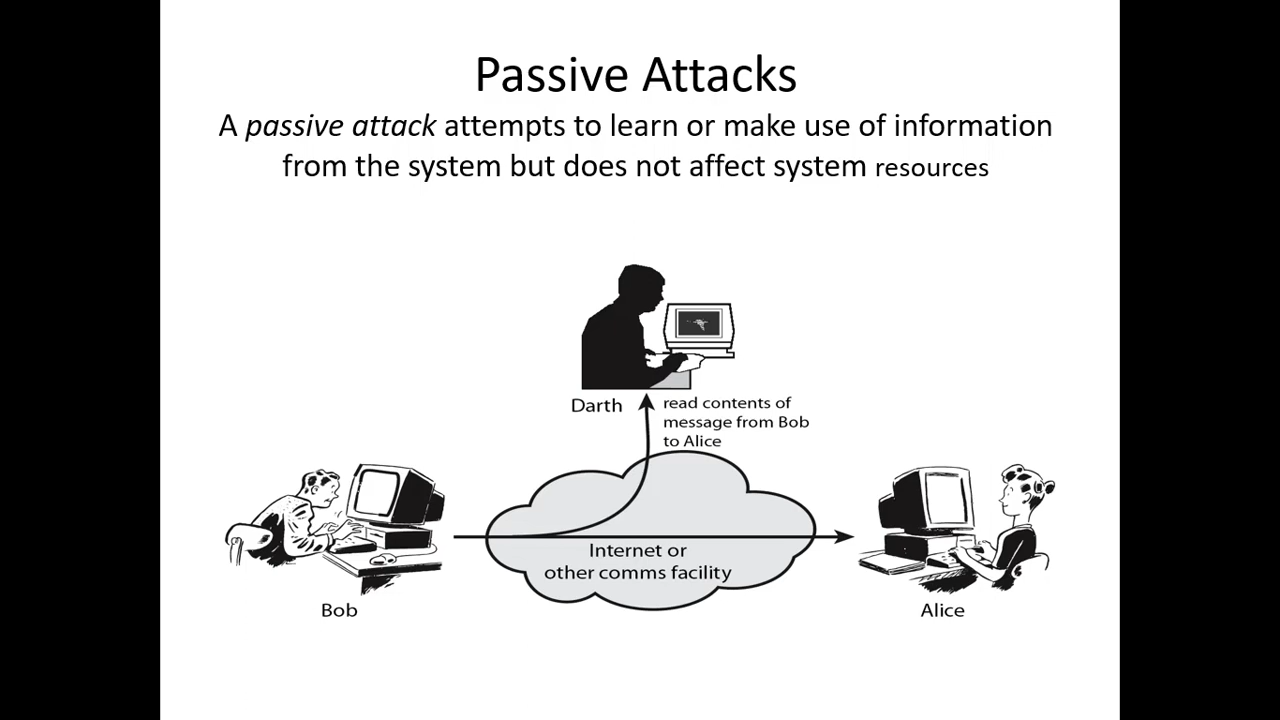 Passive Attacks
A passive attack attempts to learn or make use of information
from the system but does not affect system resources
Darth
read contents of
message from Bob
to Alice
Internet or
other comms facility
Bob
Alice